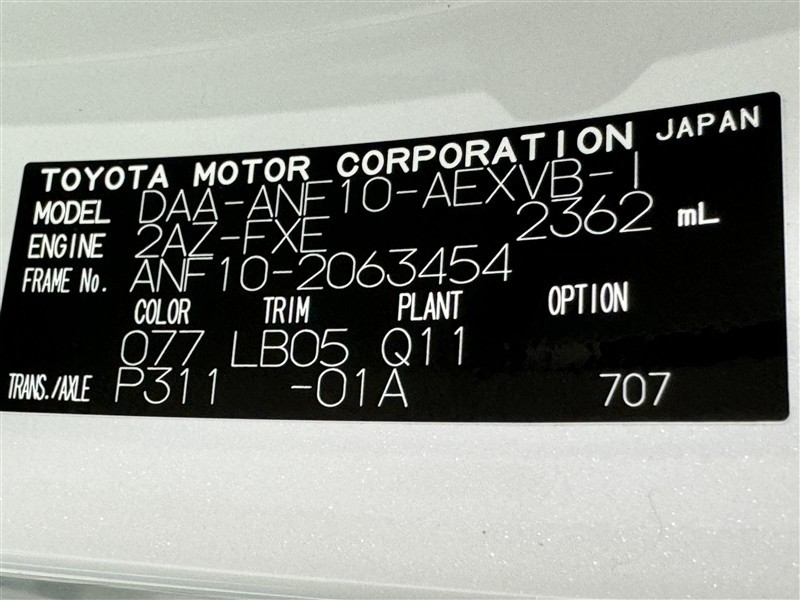 TOYOTA MOTOR CORPORATION JAPAN
MODEL DAA-ANF10-AEXVB-I
ENGINE 2AZ-FXE 2362 mL
FRAME No. ANF10-2063454
COLOR TRIM PLANT OPTION
077 LB05 Q11
TRANS./AXLE P311 -01A 707